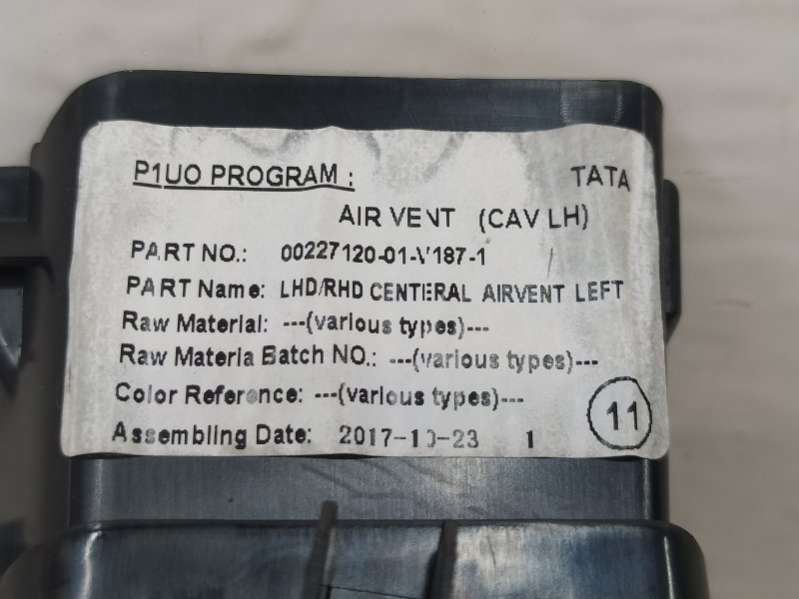 P1UO PROGRAM: TATA
AIR VENT (CAV LH)
PART NO.: 00227120-01-V187-1
PART Name: LHD/RHD CENTERAL AIRVENT LEFT
Raw Material: ---(various types)---
Raw Materia Batch NO.: ---(various types)---
Color Reference: ---(various types)---
Assembling Date: 2017-10-23 1
11